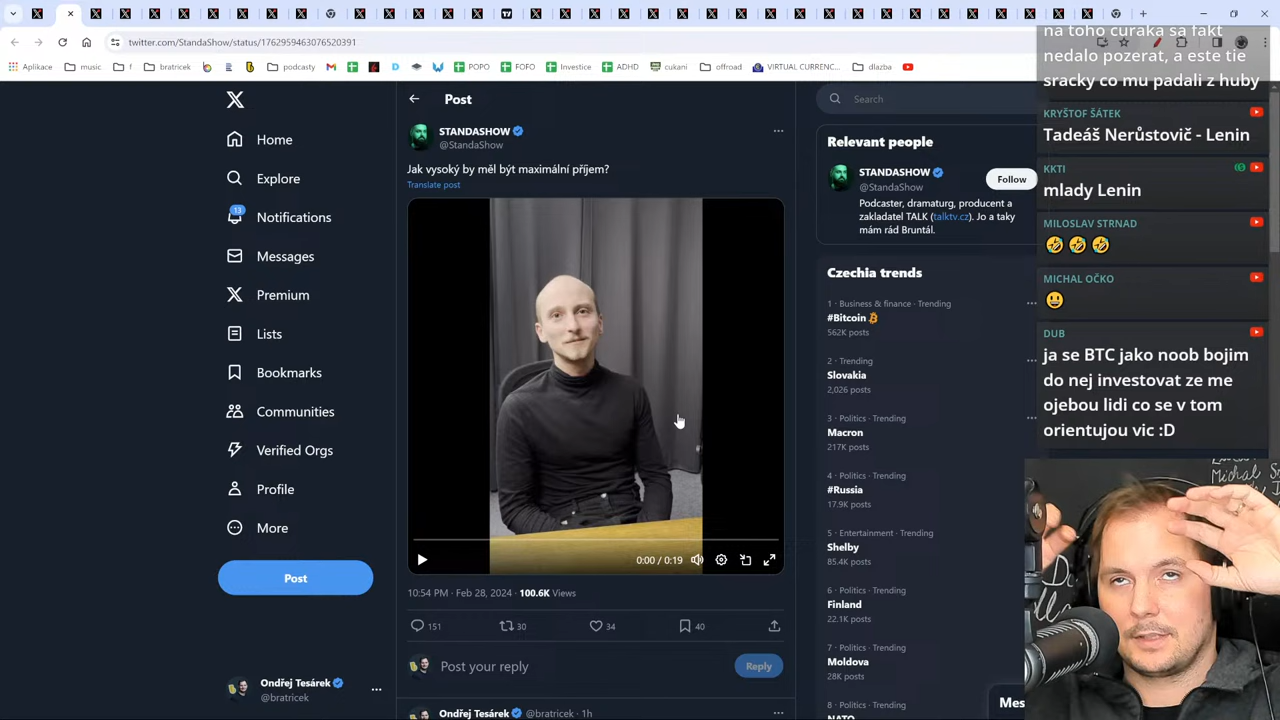 twitter.com/StandaShow/status/1762959463076520391
Aplikace
music
f
bratricek
podcasty
ukony
POPO
FOFO
Investice
ADHD
cukani
offroad
VIRTUAL CURRENC...
dlazba
Home
Explore
13
Notifications
Messages
Premium
Lists
Bookmarks
Communities
Verified Orgs
Profile
More
Post
Ondřej Tesárek
@bratricek
Post
STANDASHOW
@StandaShow
Jak vysoký by měl být maximální příjem?
Translate post
0:00 / 0:19
10:54 PM · Feb 28, 2024 · 100.6K Views
151
30
34
40
Post your reply
Reply
Ondřej Tesárek @bratricek · 1h
Search
Relevant people
STANDASHOW
@StandaShow
Follow
Podcaster, dramaturg, producent a
zakladatel TALK (talktv.cz). Jo a taky
mám rád Bruntál.
Czechia trends
1 · Business & finance · Trending
#Bitcoin
562K posts
2 · Trending
Slovakia
2,026 posts
3 · Politics · Trending
Macron
217K posts
4 · Politics · Trending
#Russia
17.9K posts
5 · Entertainment · Trending
Shelby
85.4K posts
6 · Politics · Trending
Finland
22.1K posts
7 · Politics · Trending
Moldova
28K posts
8 · Politics · Trending
NATO
Mes
na toho curaka sa fakt
nedalo pozerat, a este tie
sracky co mu padali z huby
KRYŠTOF ŠÁTEK
Tadeáš Nerůstovič - Lenin
KKTI
mlady Lenin
MILOSLAV STRNAD
🤣 🤣 🤣
MICHAL OČKO
😃
DUB
ja se BTC jako noob bojim
do nej investovat ze me
ojebou lidi co se v tom
orientujou vic :D
Michal